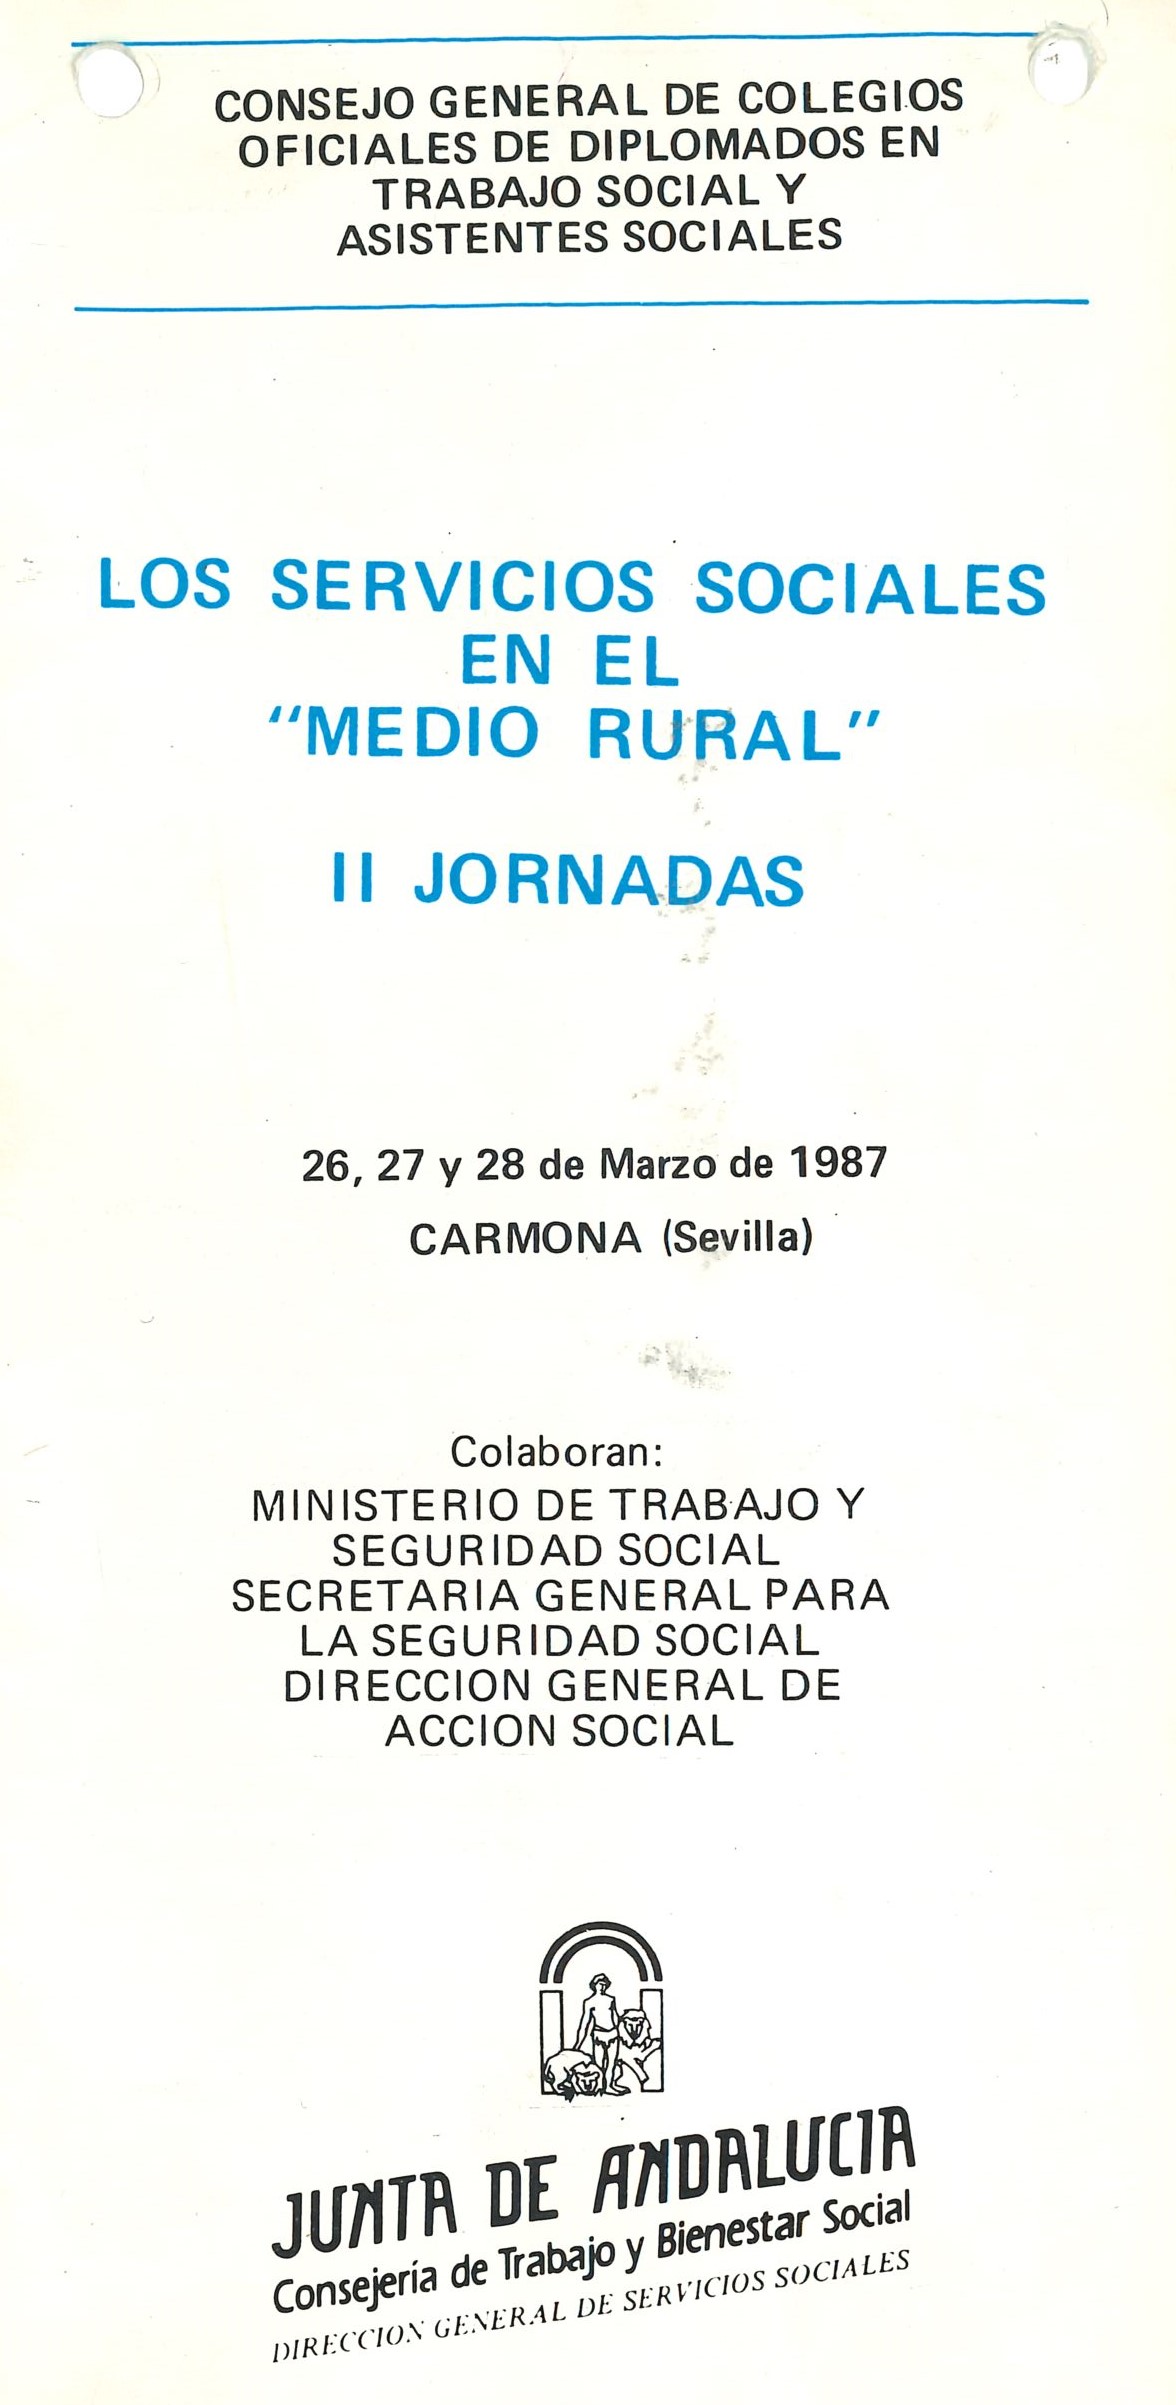 CONSEJO GENERAL DE COLEGIOS
OFICIALES DE DIPLOMADOS EN
TRABAJO SOCIAL Y
ASISTENTES SOCIALES
LOS SERVICIOS SOCIALES
EN EL
"MEDIO RURAL"
II JORNADAS
26, 27 y 28 de Marzo de 1987
CARMONA (Sevilla)
Colaboran:
MINISTERIO DE TRABAJO Y
SEGURIDAD SOCIAL
SECRETARIA GENERAL PARA
LA SEGURIDAD SOCIAL
DIRECCION GENERAL DE
ACCION SOCIAL
JUNTA DE ANDALUCIA
Consejería de Trabajo y Bienestar Social
DIRECCION GENERAL DE SERVICIOS SOCIALES